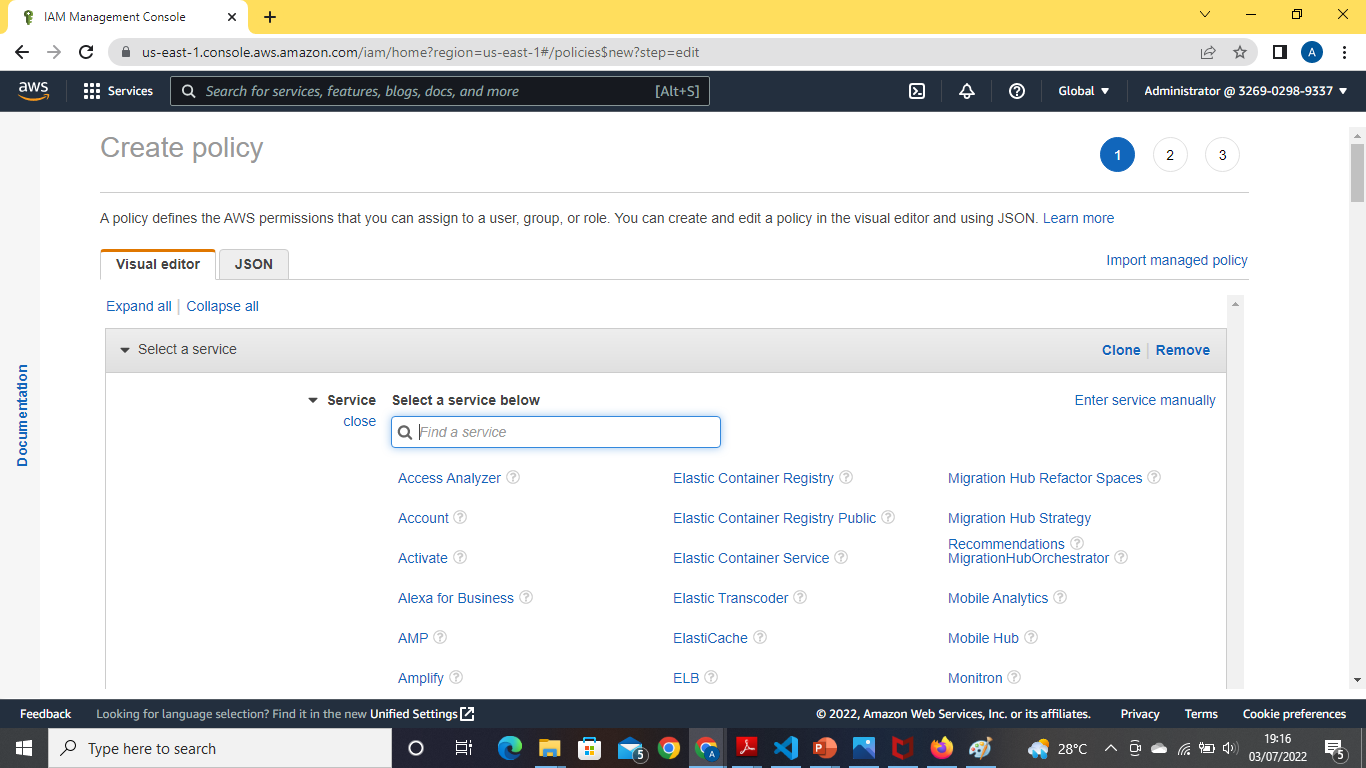 IAM Management Console
us-east-1.console.aws.amazon.com/iam/home?region=us-east-1#/policies$new?step=edit
A
aws
Services
Search for services, features, blogs, docs, and more
[Alt+S]
Global
Administrator @ 3269-0298-9337
Create policy
1 2 3
A policy defines the AWS permissions that you can assign to a user, group, or role. You can create and edit a policy in the visual editor and using JSON. Learn more
Visual editor JSON
Import managed policy
Expand all Collapse all
Documentation
Select a service
Clone Remove
Service Select a service below
Enter service manually
close
Find a service
Access Analyzer Elastic Container Registry Migration Hub Refactor Spaces
Account Elastic Container Registry Public Migration Hub Strategy
Recommendations
Activate Elastic Container Service MigrationHubOrchestrator
Alexa for Business Elastic Transcoder Mobile Analytics
AMP ElastiCache Mobile Hub
Amplify ELB Monitron
Feedback Looking for language selection? Find it in the new Unified Settings
© 2022, Amazon Web Services, Inc. or its affiliates. Privacy Terms Cookie preferences
Type here to search
5
A
28°C
19:16
03/07/2022
5